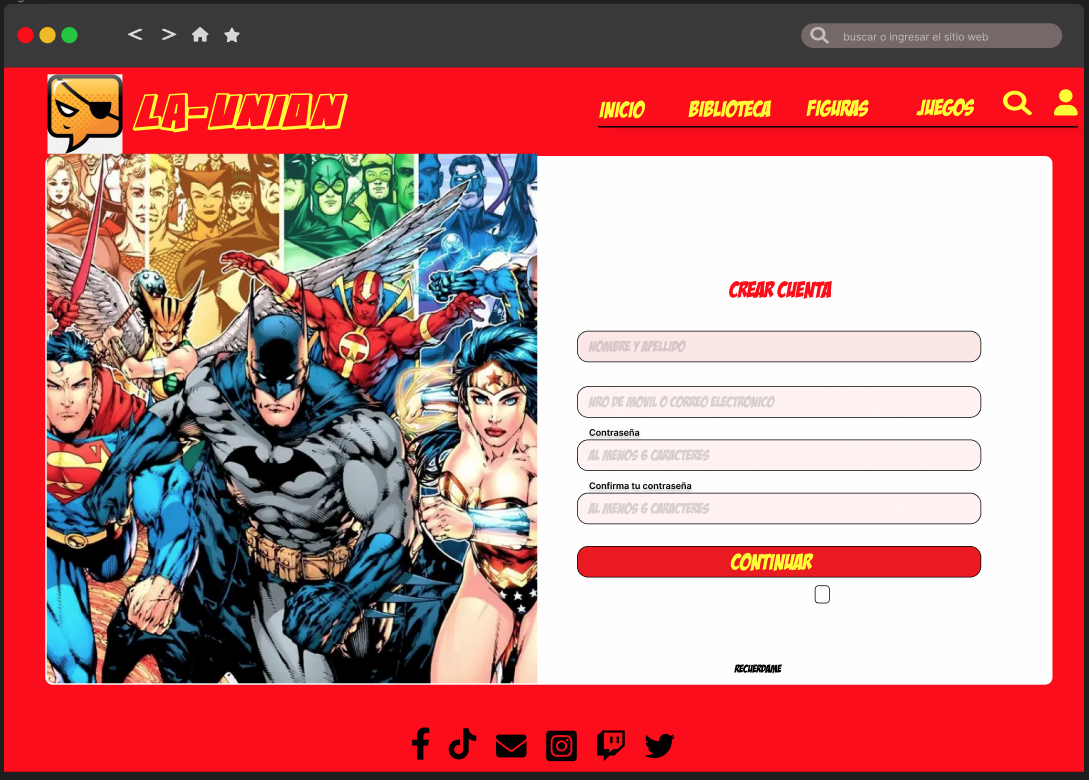 buscar o ingresar el sitio web
LA-UNION
INICIO BIBLIOTECA FIGURAS JUEGOS
CREAR CUENTA
NOMBRE Y APELLIDO
NRO DE MOVIL O CORREO ELECTRONICO
Contraseña
AL MENOS 6 CARACTERES
Confirma tu contraseña
AL MENOS 6 CARACTERES
CONTINUAR
RECUERDAME